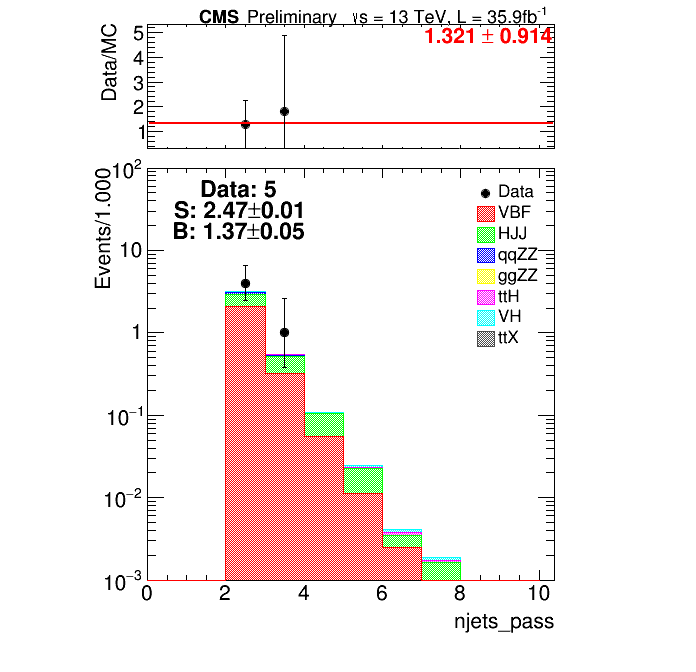 CMS Preliminary √s = 13 TeV, L = 35.9fb⁻¹
1.321 ± 0.914
Data/MC
5
4
3
2
1
Events/1.000
10²
10
1
10⁻¹
10⁻²
10⁻³
Data: 5
S: 2.47±0.01
B: 1.37±0.05
Data
VBF
HJJ
qqZZ
ggZZ
ttH
VH
ttX
0 2 4 6 8 10
njets_pass